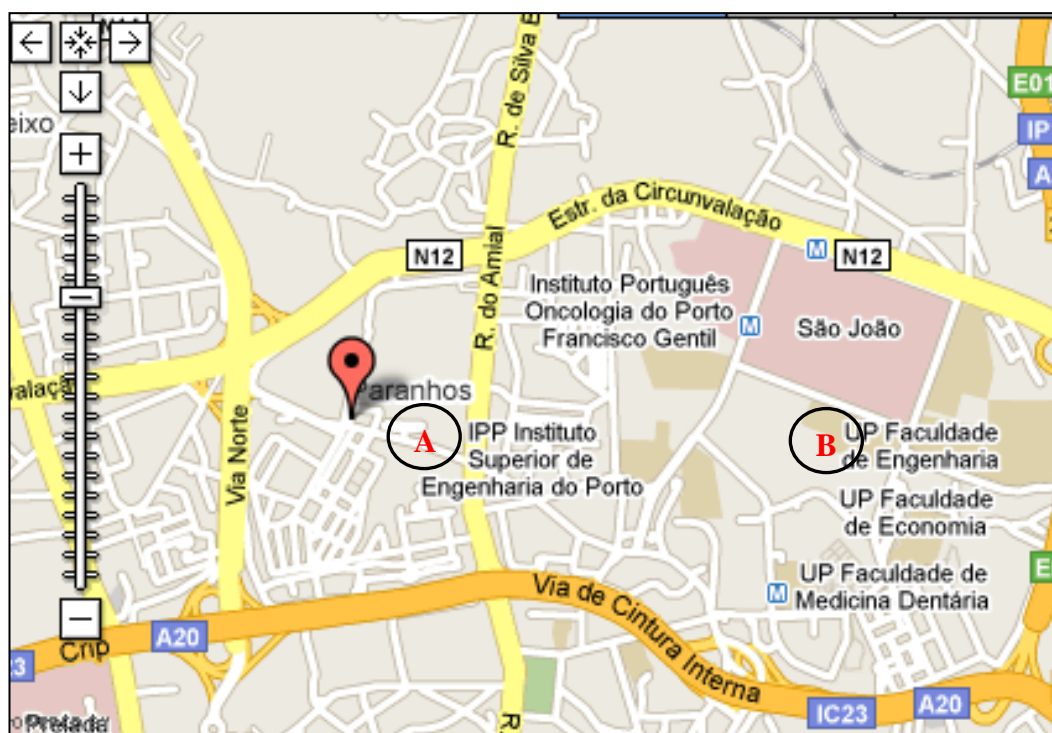 R. de Silva
E01
IP
A
eixo
Estr. da Circunvalação
N12
N12
R. do Amial
Instituto Português
Oncologia do Porto
Francisco Gentil
São João
M
M
Paranhos
Via Norte
A
IPP Instituto
Superior de
Engenharia do Porto
B
UP Faculdade
de Engenharia
UP Faculdade
de Economia
UP Faculdade de
Medicina Dentária
M
E
Via de Cintura Interna
A20
Crip
23
IC23
A20
R.
Prelada